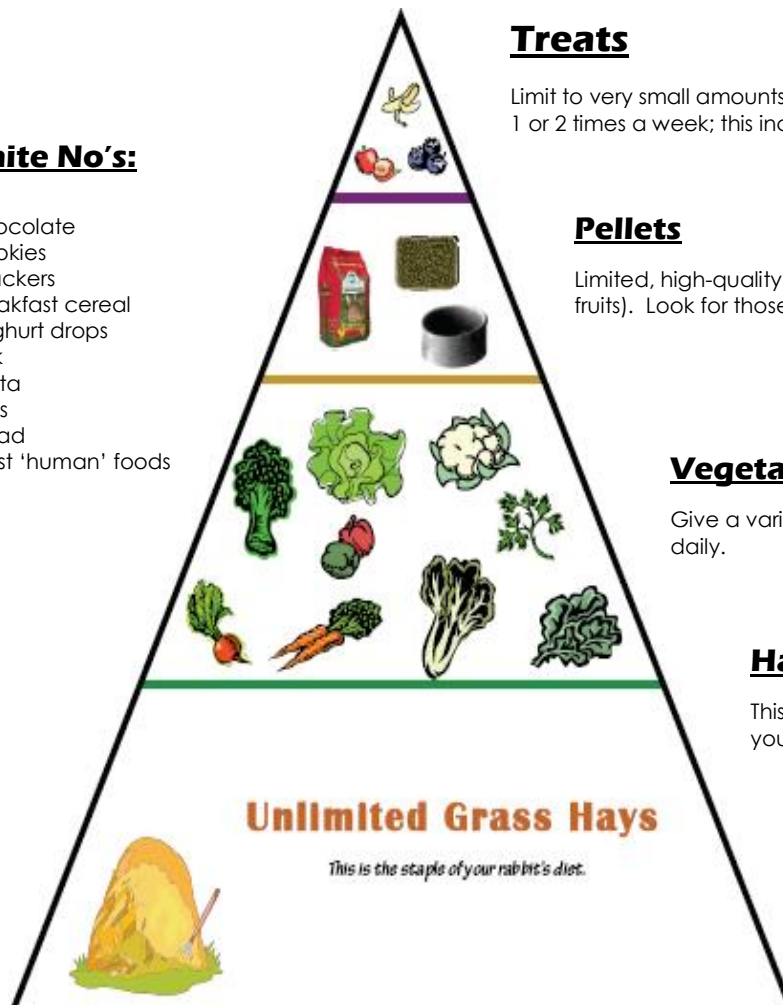 Treats
Limit to very small amounts
1 or 2 times a week; this inc
nite No's:
ocolate
okies
ackers
akfast cereal
ghurt drops
k
ta
s
ad
st ‘human’ foods
Pellets
Limited, high-quality
fruits). Look for those
Vegeta
Give a vari
daily.
Ha
This
you
Unlimited Grass Hays
This is the staple of your rabbit's diet.